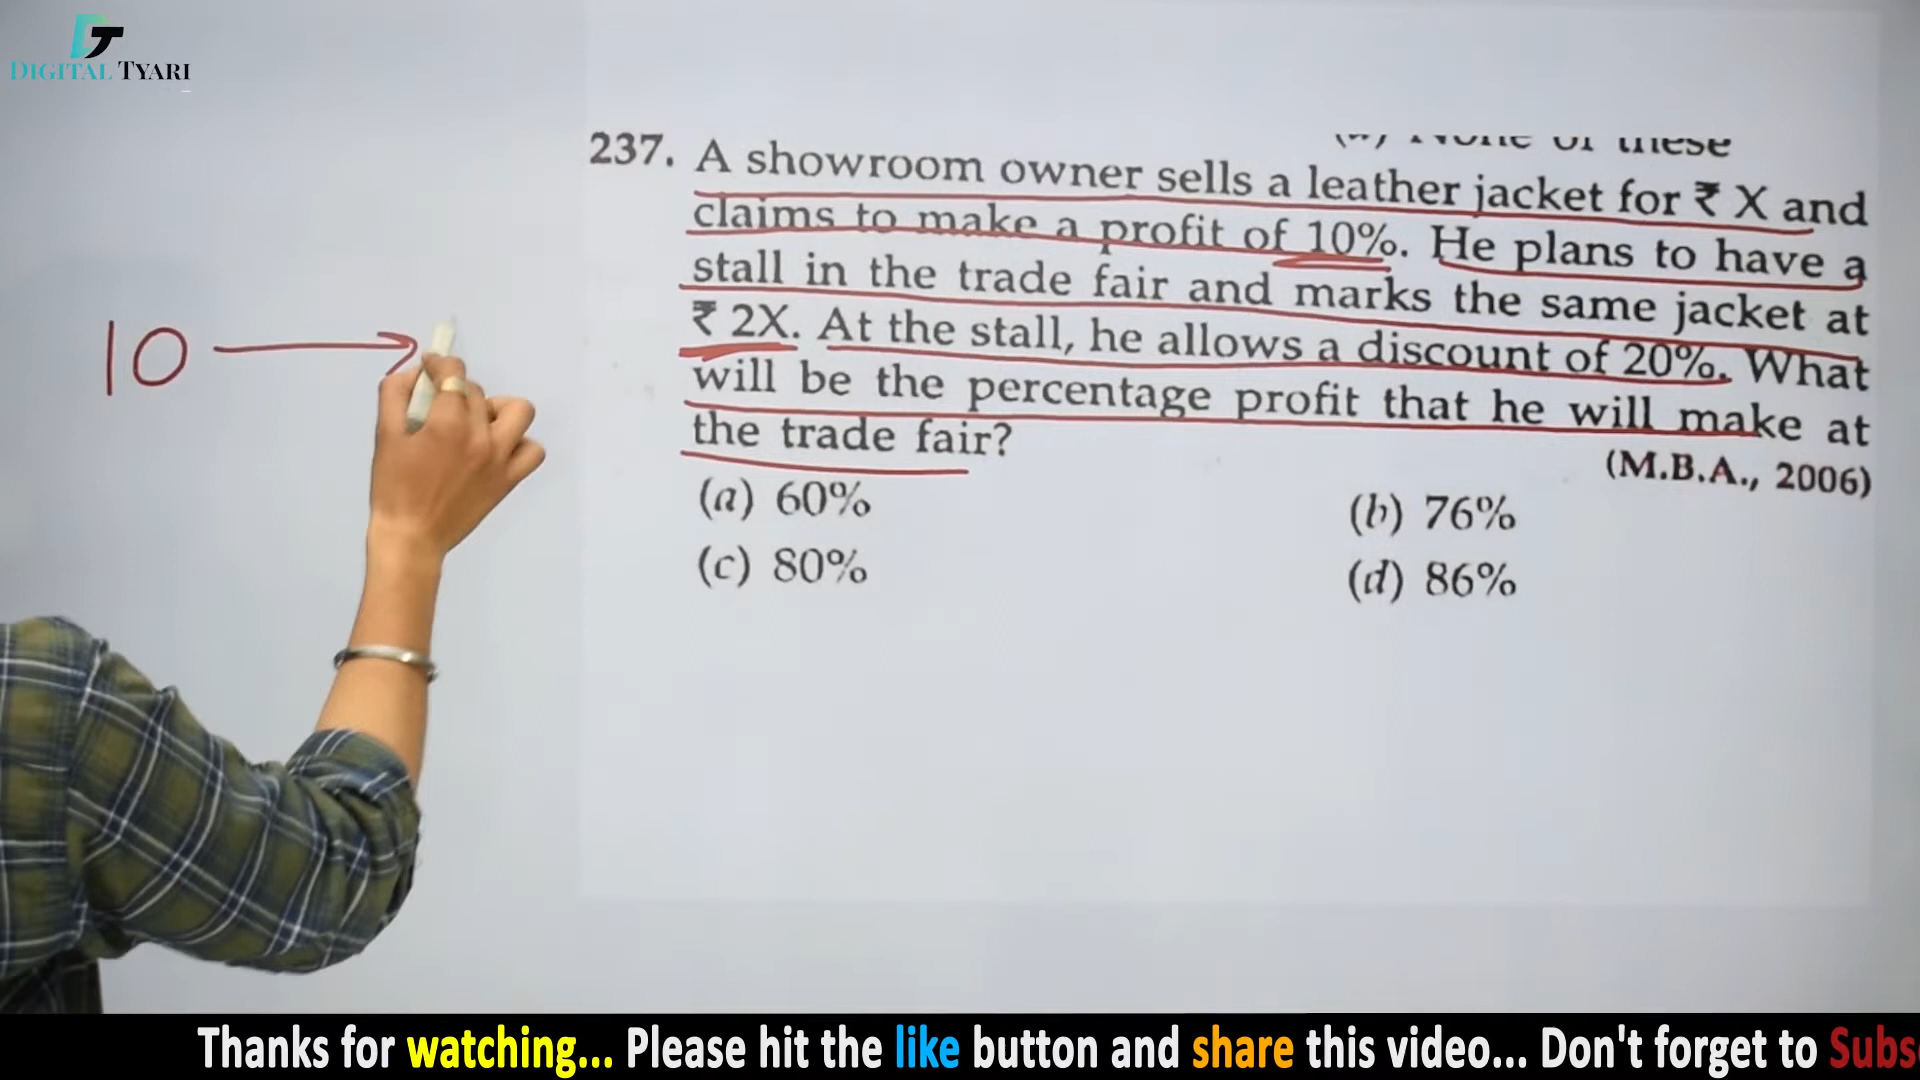 DT
DIGITAL TYARI
None of these
237. A showroom owner sells a leather jacket for ₹ X and
claims to make a profit of 10%. He plans to have a
stall in the trade fair and marks the same jacket at
₹ 2X. At the stall, he allows a discount of 20%. What
will be the percentage profit that he will make at
the trade fair?
(M.B.A., 2006)
(a) 60%
(b) 76%
(c) 80%
(d) 86%
10 →
Thanks for watching... Please hit the like button and share this video... Don't forget to Subs